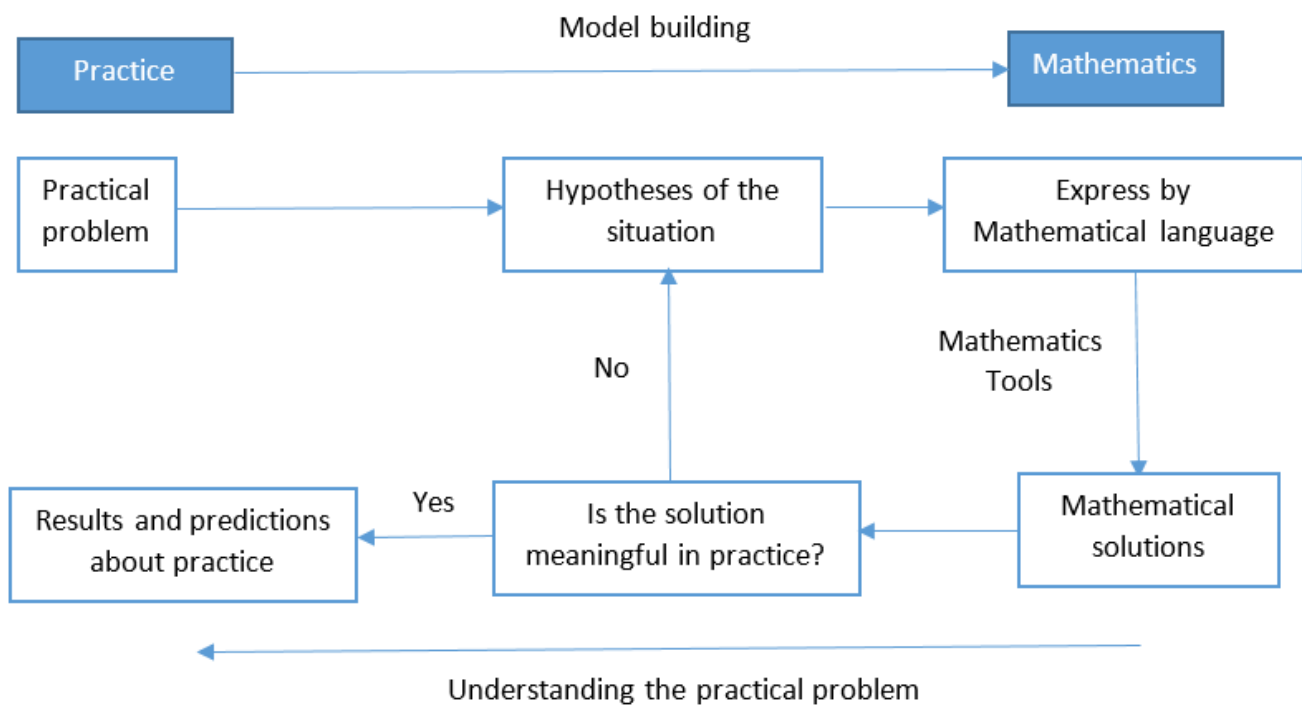 Model building
Practice
Mathematics
Practical
problem
Hypotheses of the
situation
Express by
Mathematical language
No
Mathematics
Tools
Results and predictions
about practice
Yes
Is the solution
meaningful in practice?
Mathematical
solutions
Understanding the practical problem